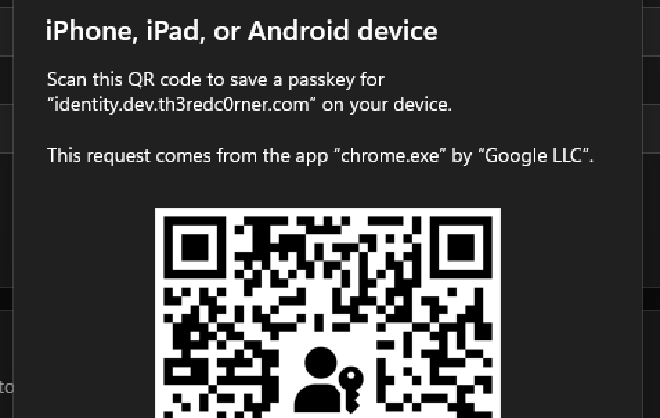 iPhone, iPad, or Android device
Scan this QR code to save a passkey for
“identity.dev.th3redc0rner.com” on your device.
This request comes from the app “chrome.exe” by “Google LLC”.
to